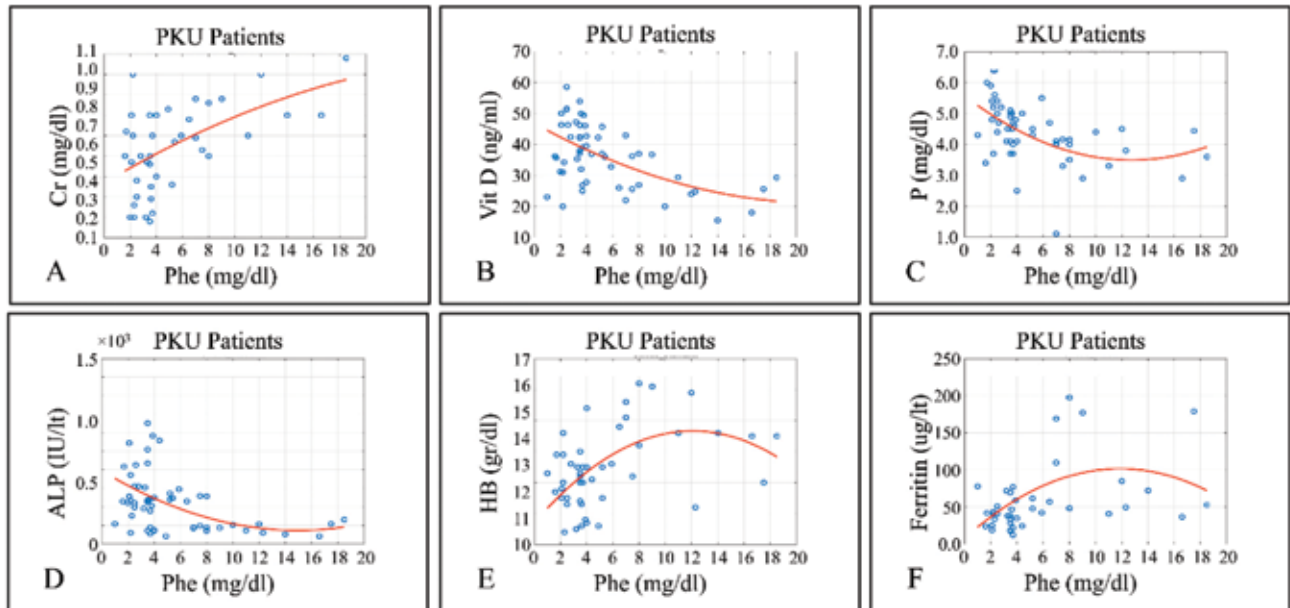 PKU Patients
1.1
1.0
0.9
0.8
0.7
0.6
0.5
0.4
0.3
0.2
0.1
Cr (mg/dl)
0 2 4 6 8 10 12 14 16 18 20
A
Phe (mg/dl)
PKU Patients
70
60
50
40
30
20
10
Vit D (ng/ml)
0 2 4 6 8 10 12 14 16 18 20
B
Phe (mg/dl)
PKU Patients
7.0
6.0
5.0
4.0
3.0
2.0
1.0
P (mg/dl)
0 2 4 6 8 10 12 14 16 18 20
C
Phe (mg/dl)
PKU Patients
×10³
1.5
1.0
0.5
0
ALP (IU/lt)
0 2 4 6 8 10 12 14 16 18 20
D
Phe (mg/dl)
PKU Patients
17
16
15
14
13
12
11
10
HB (gr/dl)
0 2 4 6 8 10 12 14 16 18 20
E
Phe (mg/dl)
PKU Patients
250
200
150
100
50
0.0
Ferritin (ug/lt)
0 2 4 6 8 10 12 14 16 18 20
F
Phe (mg/dl)